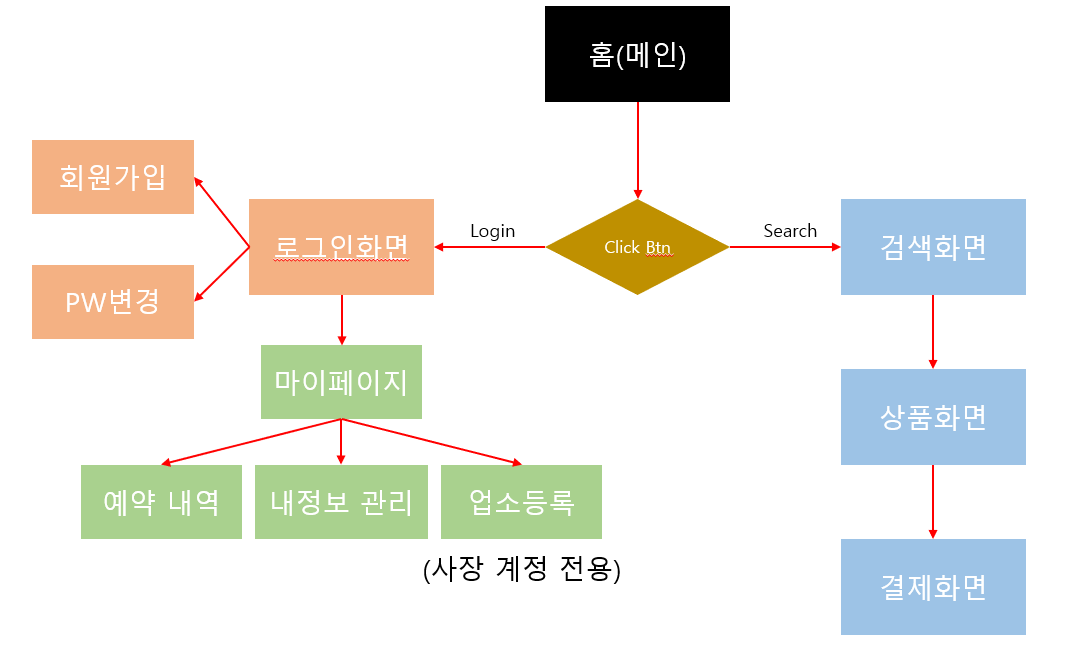 홈(메인)
회원가입
로그인화면
Login
Click Btn
Search
검색화면
PW변경
마이페이지
상품화면
예약 내역
내정보 관리
업소등록
(사장 계정 전용)
결제화면